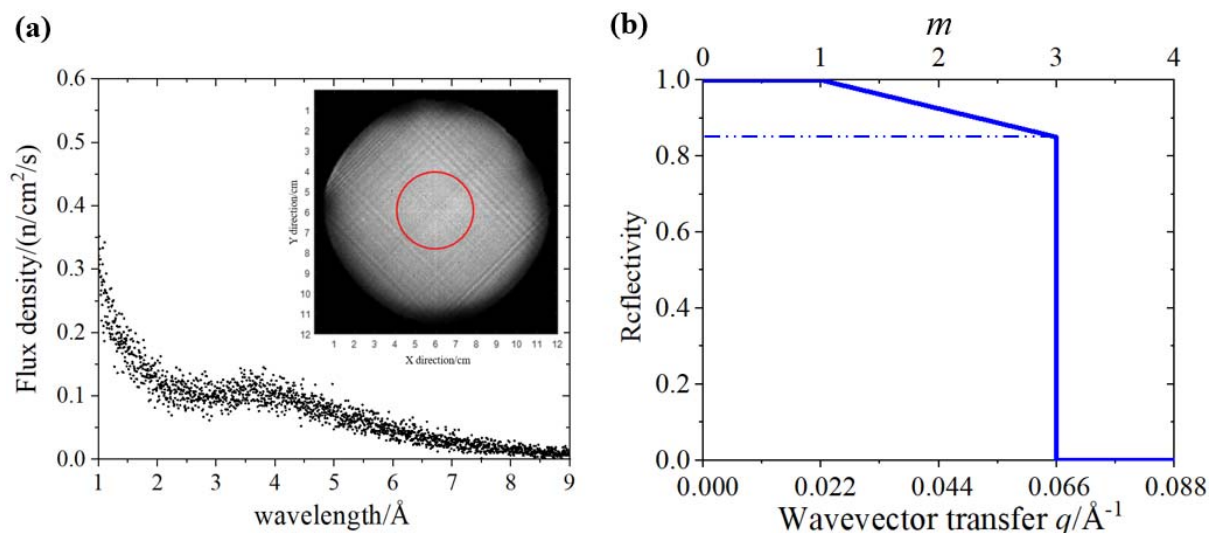 (a)
0.6
0.5
0.4
0.3
0.2
0.1
0.0
Flux density/(n/cm²/s)
1 2 3 4 5 6 7 8 9
wavelength/Å
1
2
3
4
5
6
7
8
9
10
11
12
Y direction/cm
1 2 3 4 5 6 7 8 9 10 11 12
X direction/cm
(b)
m
0 1 2 3 4
1.0
0.8
0.6
0.4
0.2
0.0
Rcflectivity
0.000 0.022 0.044 0.066 0.088
Wavevector transfer q/Å⁻¹